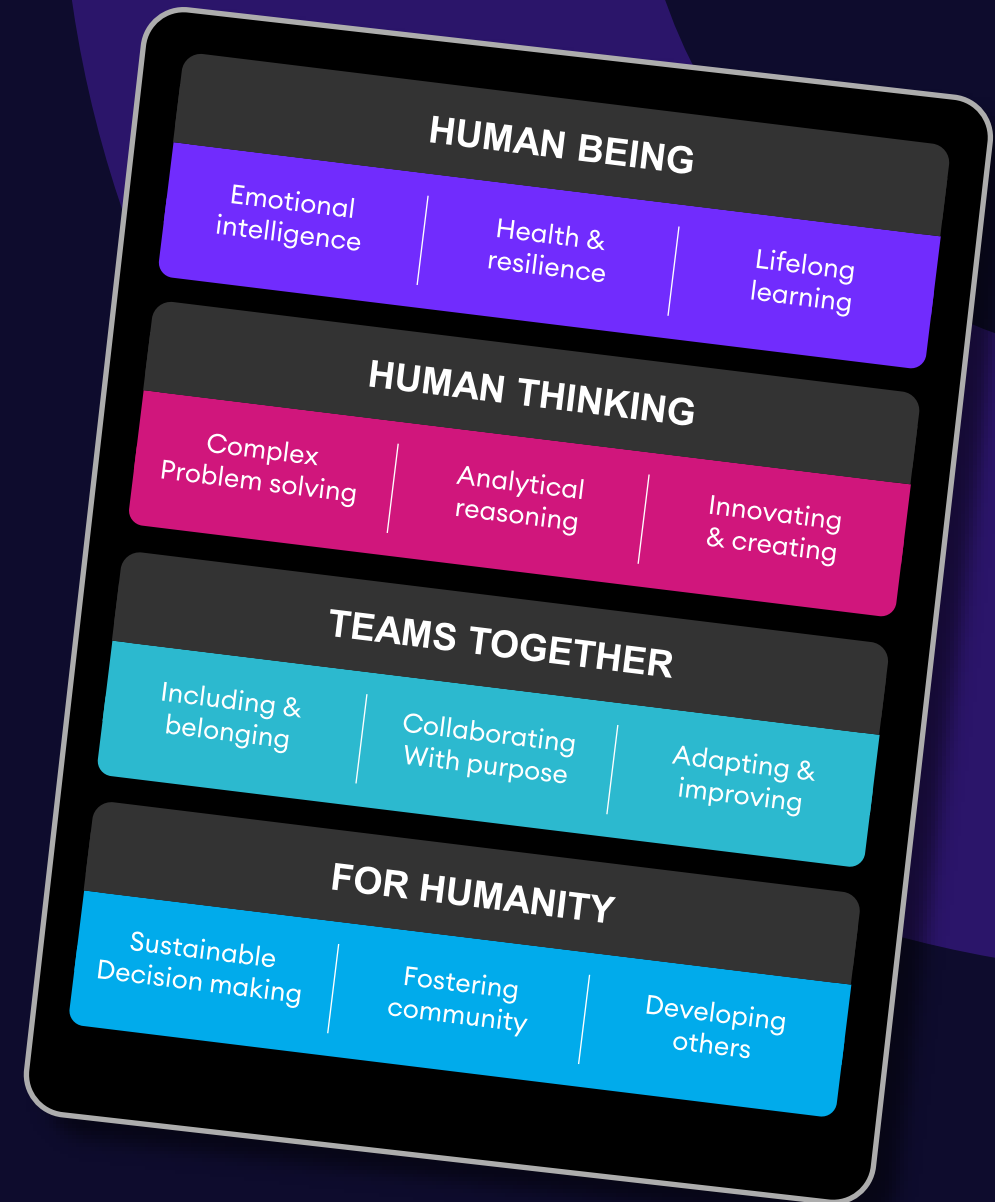 HUMAN BEING
Emotional
intelligence
Health &
resilience
Lifelong
learning
HUMAN THINKING
Complex
Problem solving
Analytical
reasoning
Innovating
& creating
TEAMS TOGETHER
Including &
belonging
Collaborating
With purpose
Adapting &
improving
FOR HUMANITY
Sustainable
Decision making
Fostering
community
Developing
others